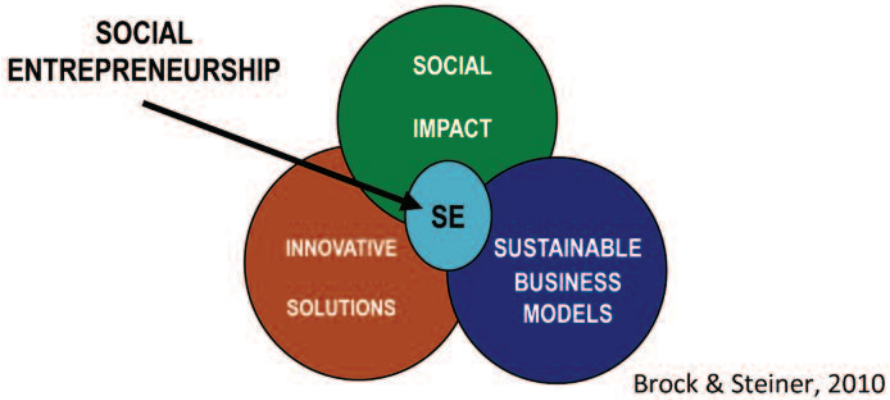 SOCIAL
ENTREPRENEURSHIP
SOCIAL
IMPACT
SE
INNOVATIVE
SOLUTIONS
SUSTAINABLE
BUSINESS
MODELS
Brock & Steiner, 2010